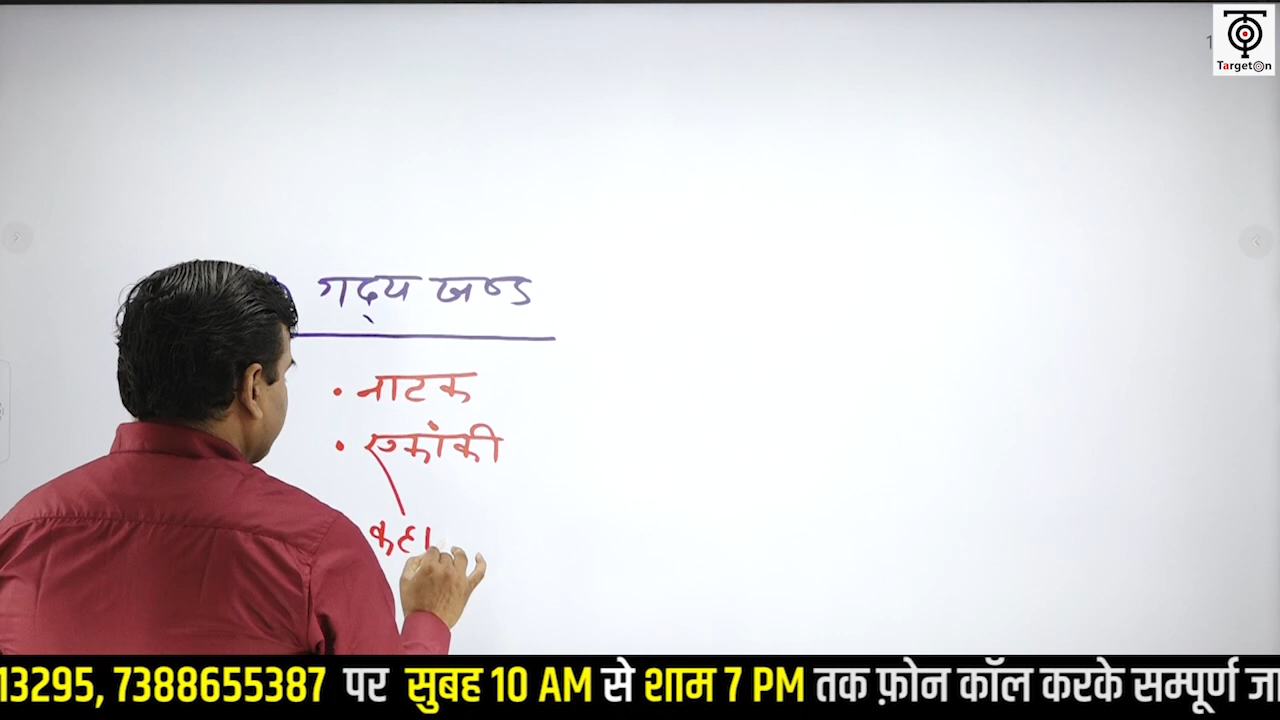 TargetOn
गद्य खण्ड
• नाटक
• एकांकी
कहा
13295, 7388655387 पर सुबह 10 AM से शाम 7 PM तक फ़ोन कॉल करके सम्पूर्ण जा